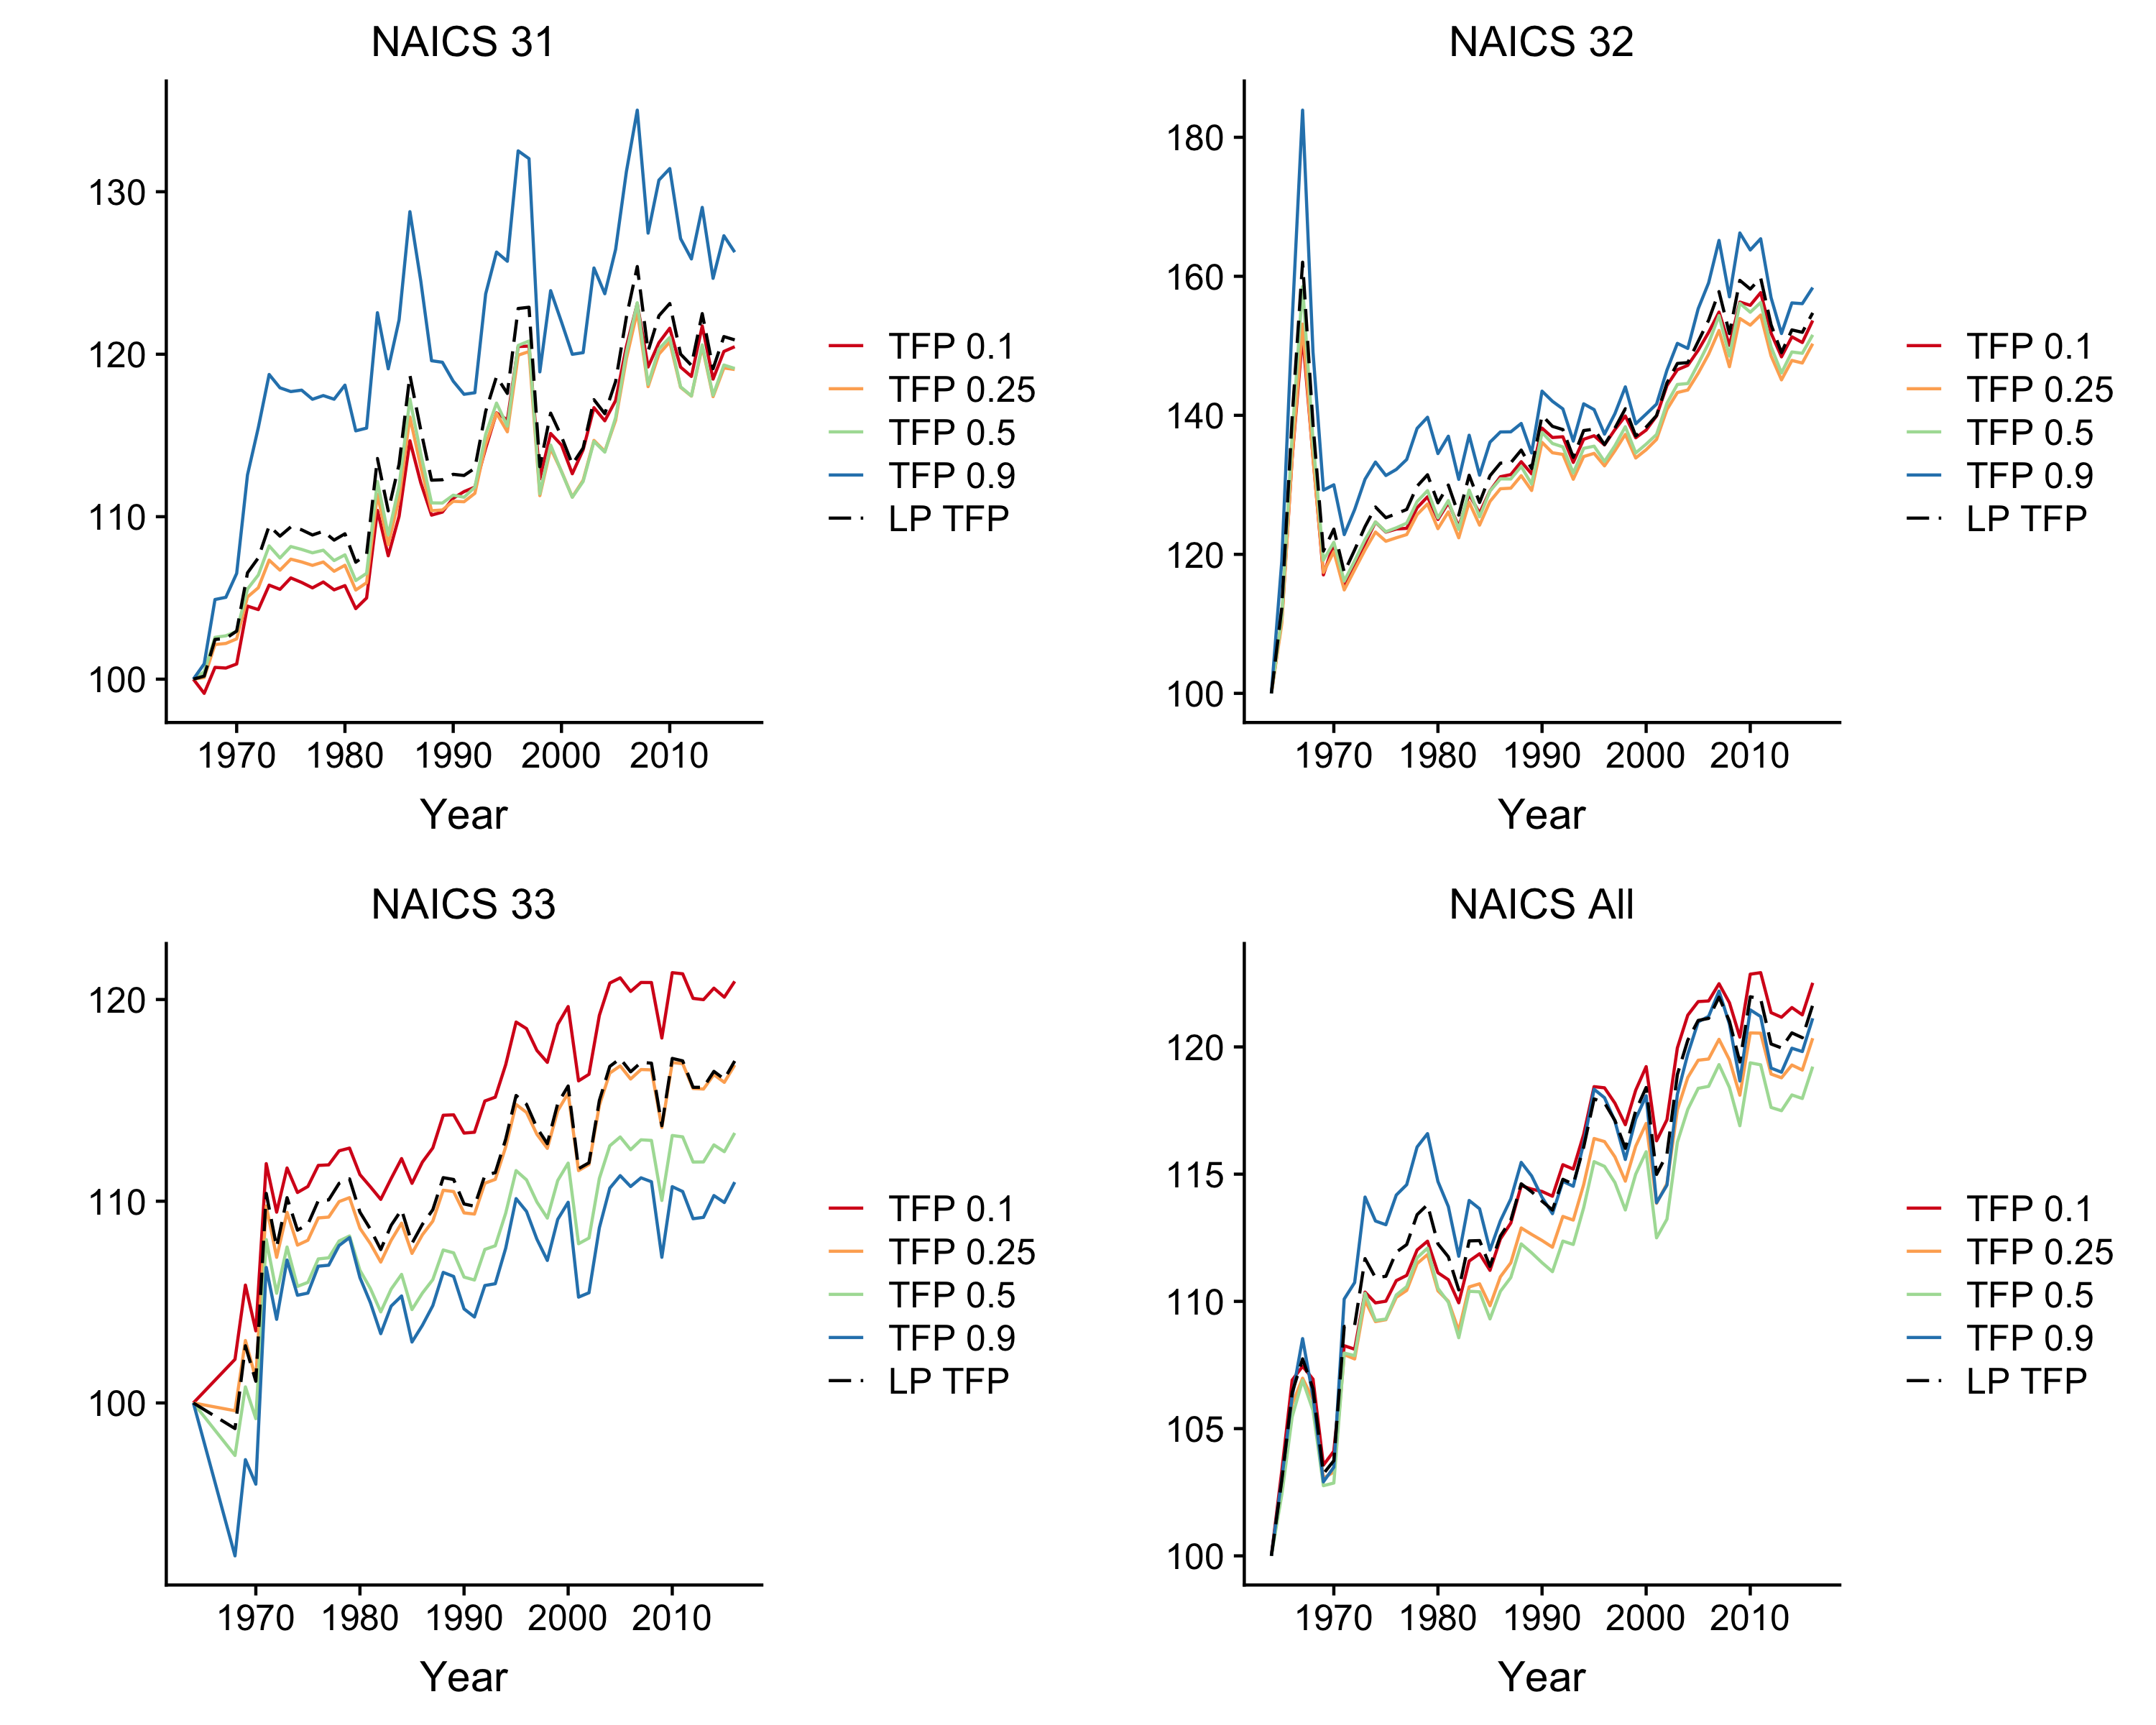 NAICS 31
130
120
110
100
1970 1980 1990 2000 2010
Year
TFP 0.1
TFP 0.25
TFP 0.5
TFP 0.9
LP TFP
NAICS 32
180
160
140
120
100
1970 1980 1990 2000 2010
Year
TFP 0.1
TFP 0.25
TFP 0.5
TFP 0.9
LP TFP
NAICS 33
120
110
100
1970 1980 1990 2000 2010
Year
TFP 0.1
TFP 0.25
TFP 0.5
TFP 0.9
LP TFP
NAICS All
120
115
110
105
100
1970 1980 1990 2000 2010
Year
TFP 0.1
TFP 0.25
TFP 0.5
TFP 0.9
LP TFP